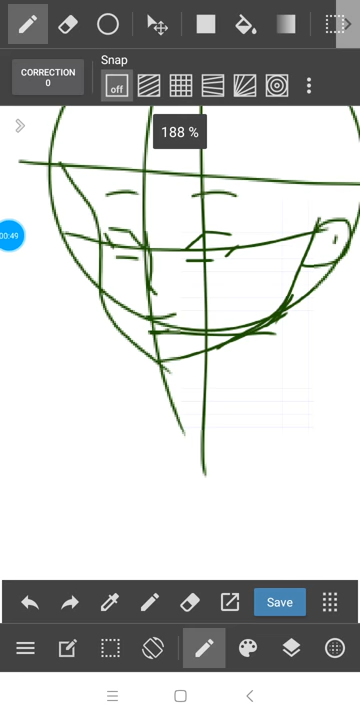 CORRECTION
0
Snap
off
188 %
00:49
Save